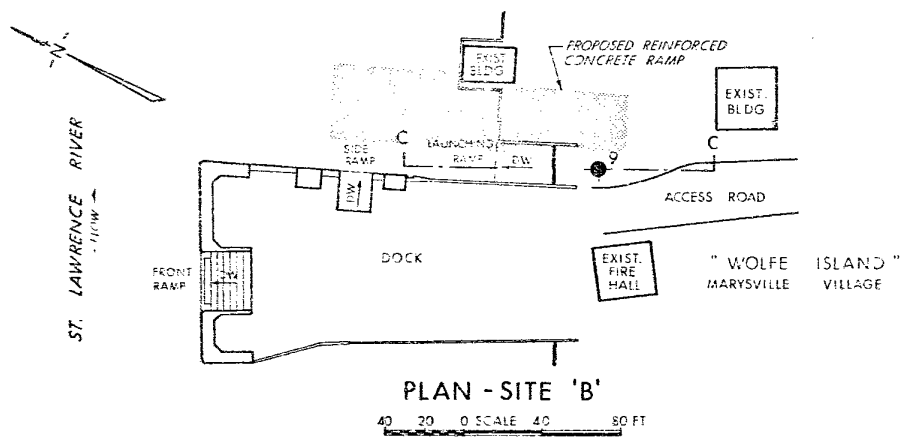 N
PROPOSED REINFORCED
CONCRETE RAMP
EXIST
BLDG
EXIST.
BLDG
C
C
SIDE
RAMP
LAUNCHING
RAMP
DW
9
DW
ACCESS ROAD
ST. LAWRENCE RIVER
FLOW
FRONT
RAMP
DOCK
EXIST.
FIRE
HALL
" WOLFE ISLAND "
MARYSVILLE VILLAGE
PLAN - SITE 'B'
40 20 0 SCALE 40 80 FT